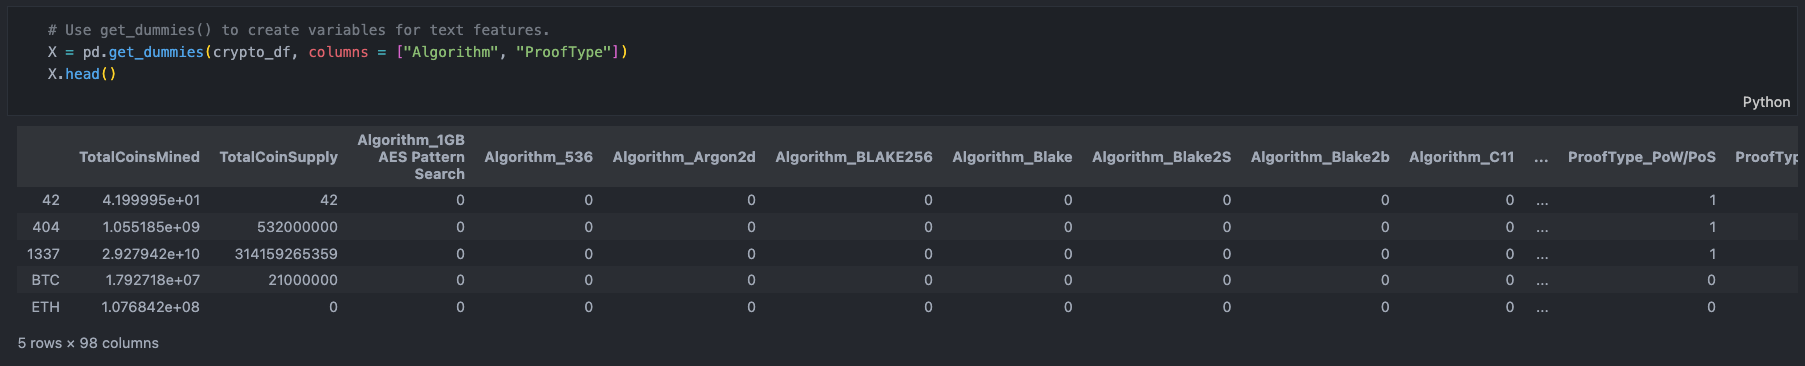 # Use get_dummies() to create variables for text features.
X = pd.get_dummies(crypto_df, columns = ["Algorithm", "ProofType"])
X.head()
Python
TotalCoinsMined TotalCoinSupply Algorithm_1GB AES Pattern Search Algorithm_536 Algorithm_Argon2d Algorithm_BLAKE256 Algorithm_Blake Algorithm_Blake2S Algorithm_Blake2b Algorithm_C11 ... ProofType_PoW/PoS ProofTyp
42 4.199995e+01 42 0 0 0 0 0 0 0 0 ... 1
404 1.055185e+09 532000000 0 0 0 0 0 0 0 0 ... 1
1337 2.927942e+10 314159265359 0 0 0 0 0 0 0 0 ... 1
BTC 1.792718e+07 21000000 0 0 0 0 0 0 0 0 ... 0
ETH 1.076842e+08 0 0 0 0 0 0 0 0 0 ... 0
5 rows × 98 columns